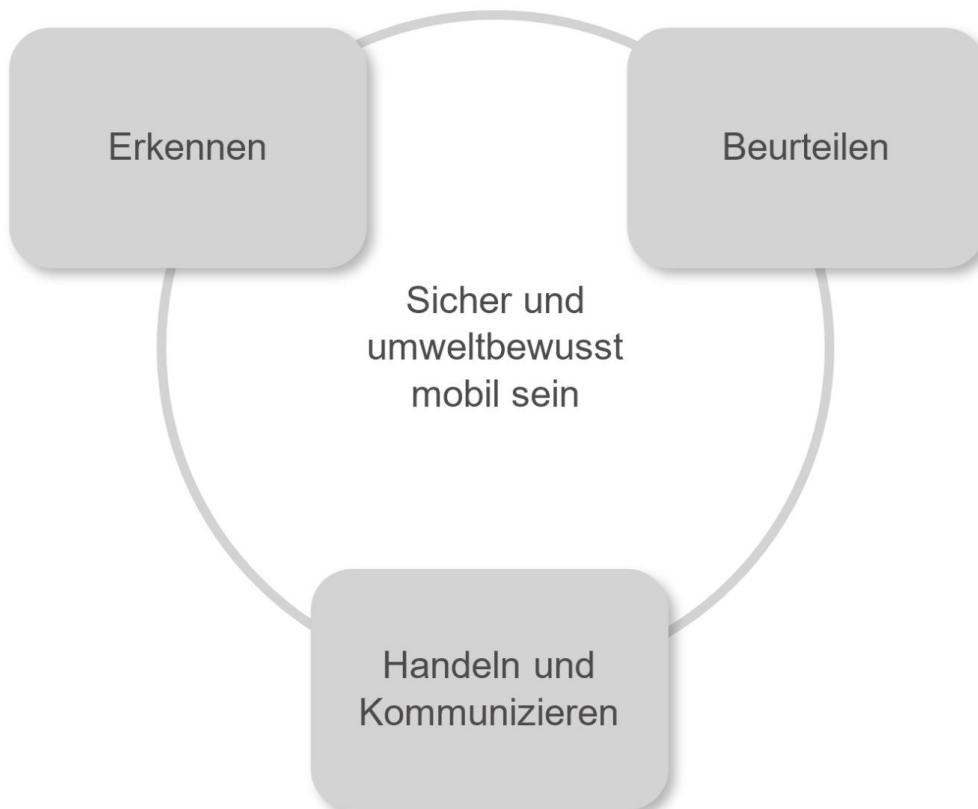 Erkennen
Beurteilen
Sicher und
umweltbewusst
mobil sein
Handeln und
Kommunizieren